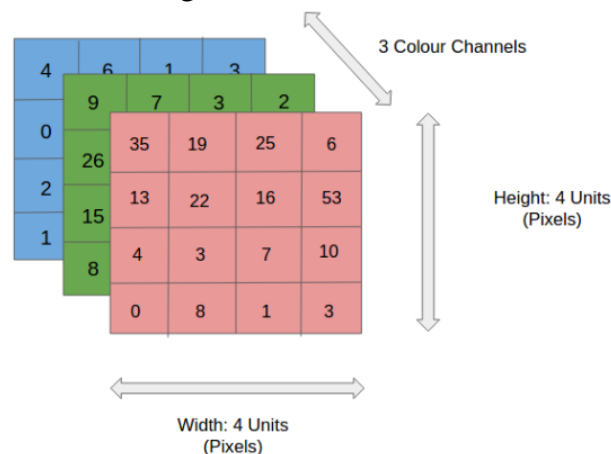 3 Colour Channels
4 6 1 3
9 7 3 2
0
35 19 25 6
26
2
13 22 16 53
Height: 4 Units
(Pixels)
15
1
4 3 7 10
8
0 8 1 3
Width: 4 Units
(Pixels)